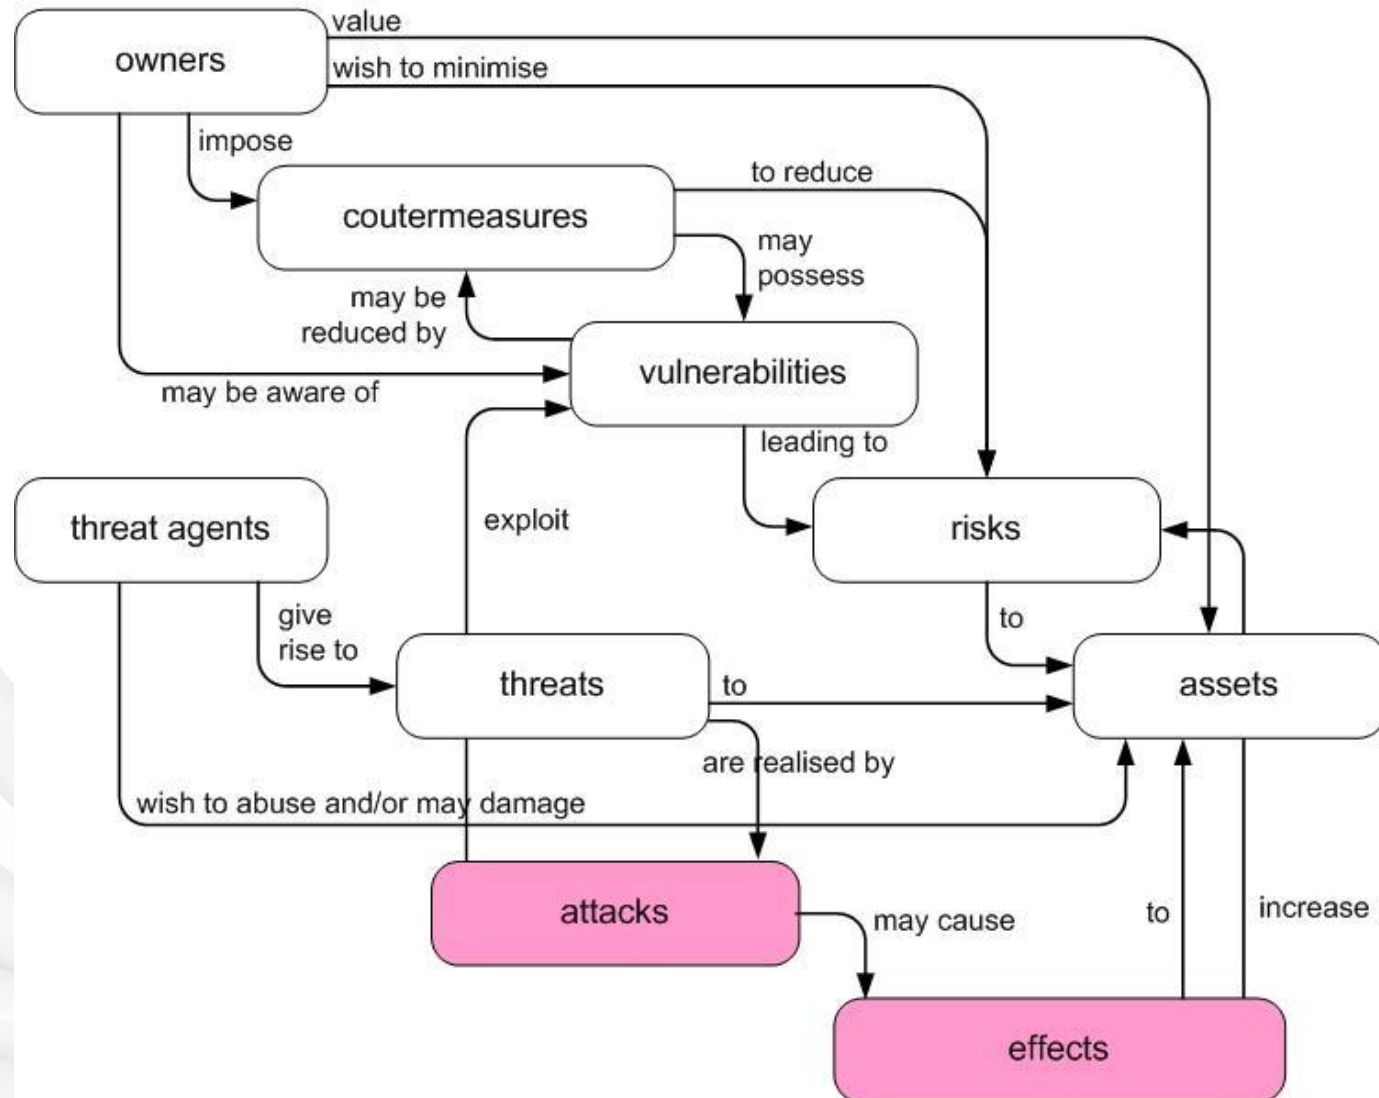 value
owners
wish to minimise
impose
to reduce
coutermeasures
may
possess
may be
reduced by
vulnerabilities
may be aware of
leading to
threat agents
exploit
risks
give
rise to
to
threats
to
assets
are realised by
wish to abuse and/or may damage
attacks
may cause
to
increase
effects